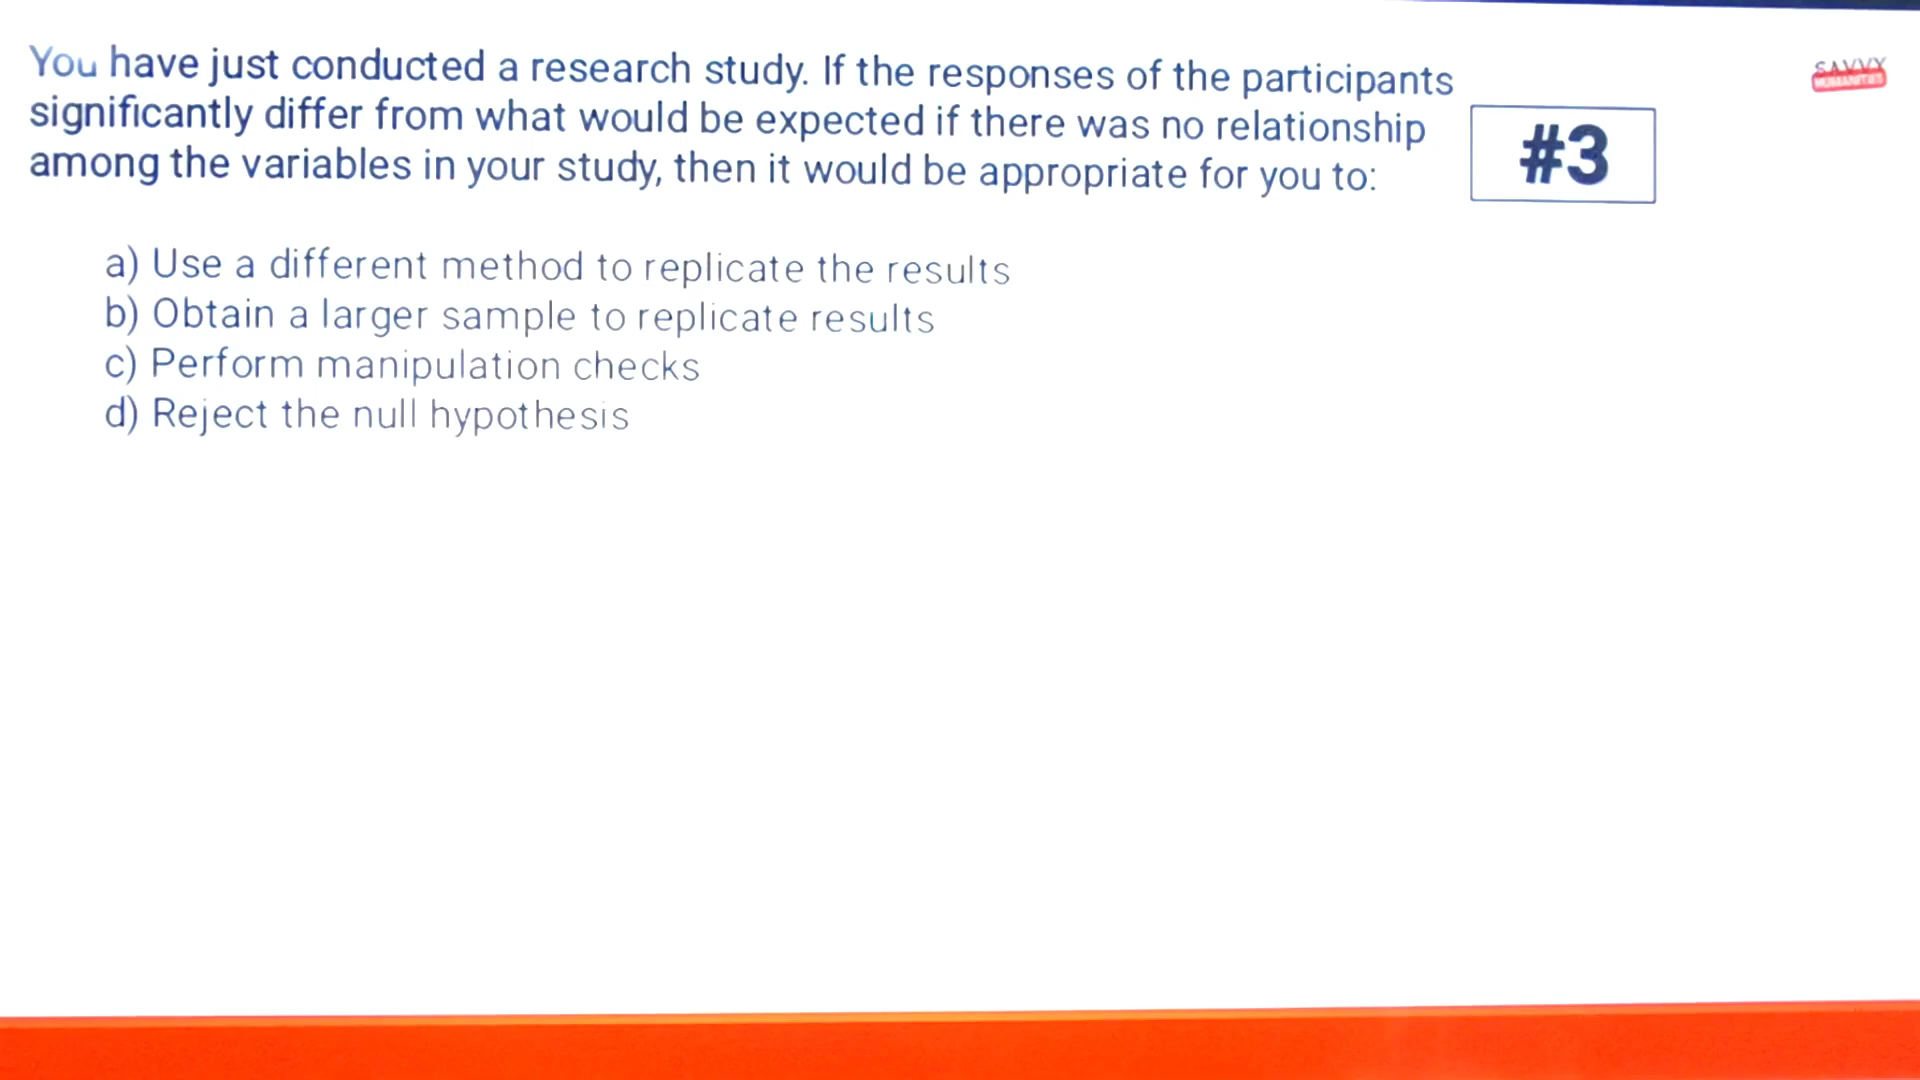 You have just conducted a research study. If the responses of the participants
significantly differ from what would be expected if there was no relationship
among the variables in your study, then it would be appropriate for you to:
#3
SAVVY
HUMANITIES
a) Use a different method to replicate the results
b) Obtain a larger sample to replicate results
c) Perform manipulation checks
d) Reject the null hypothesis